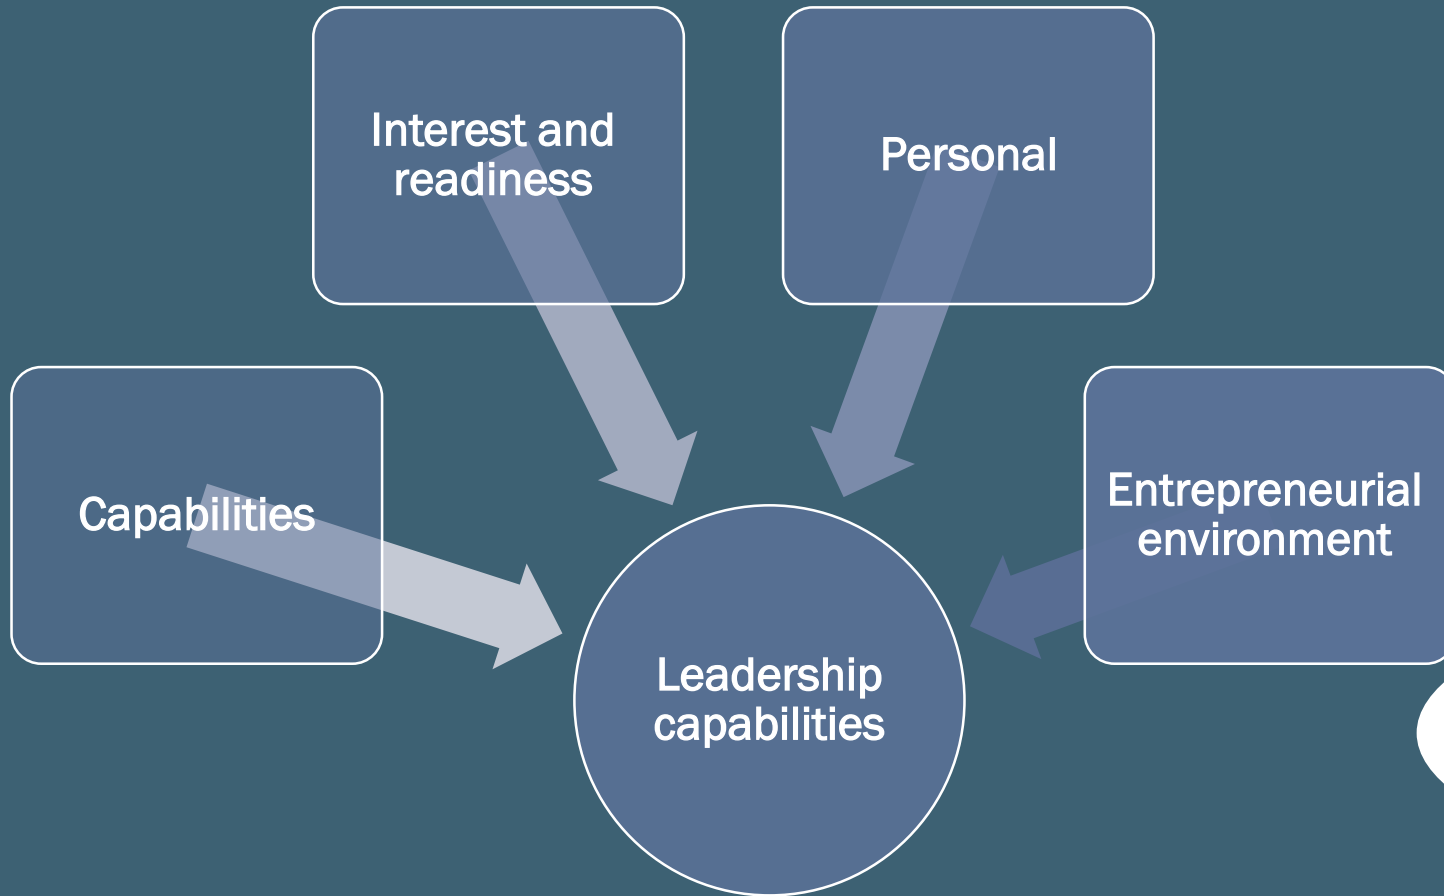 Interest and
readiness
Personal
Capabilities
Entrepreneurial
environment
Leadership
capabilities